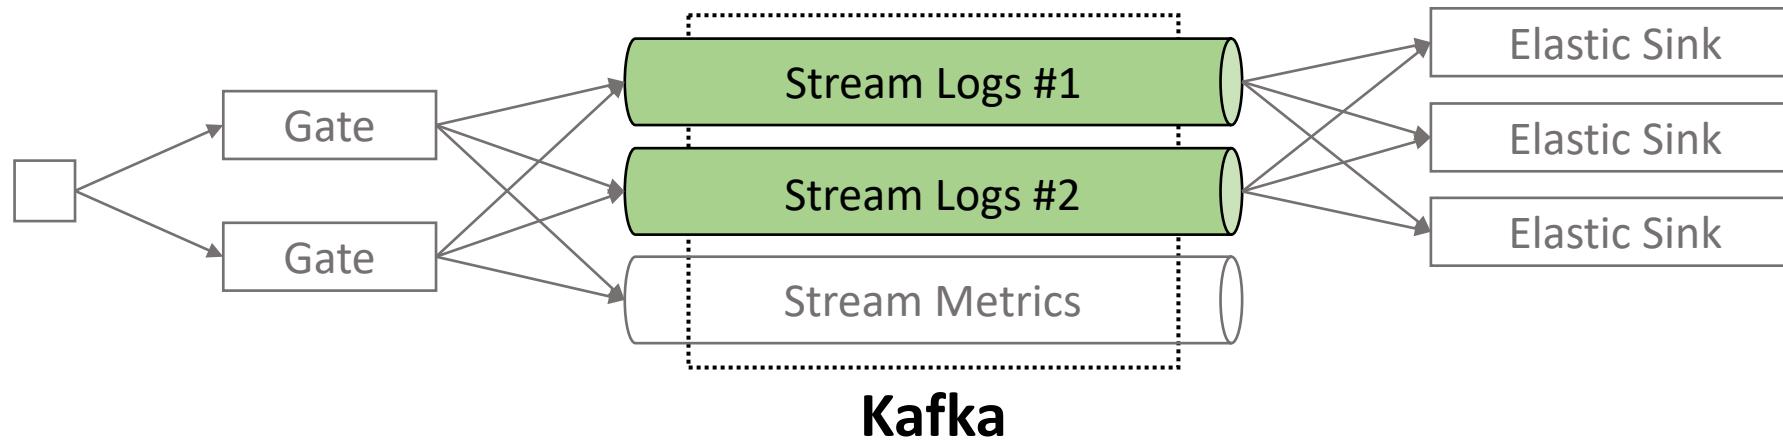 Gate
Gate
Stream Logs #1
Stream Logs #2
Stream Metrics
Kafka
Elastic Sink
Elastic Sink
Elastic Sink